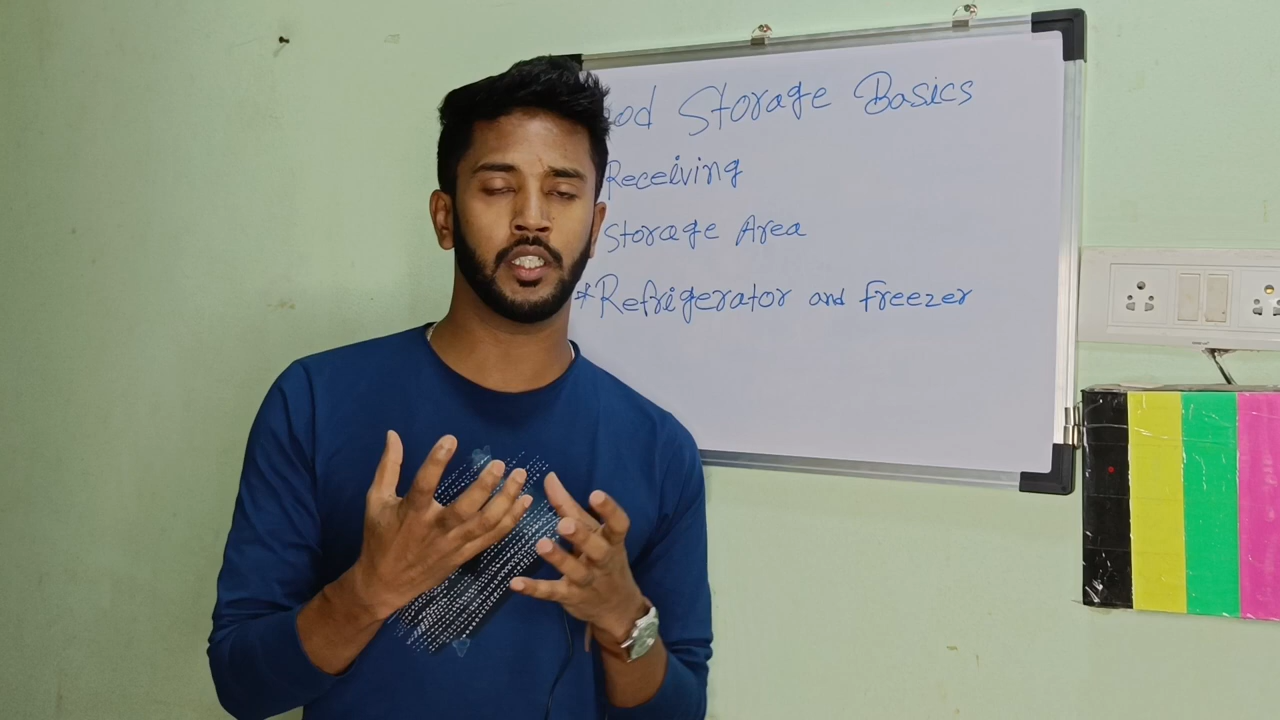 ood Storage Basics
Receiving
Storage Area
*Refrigerator and freezer